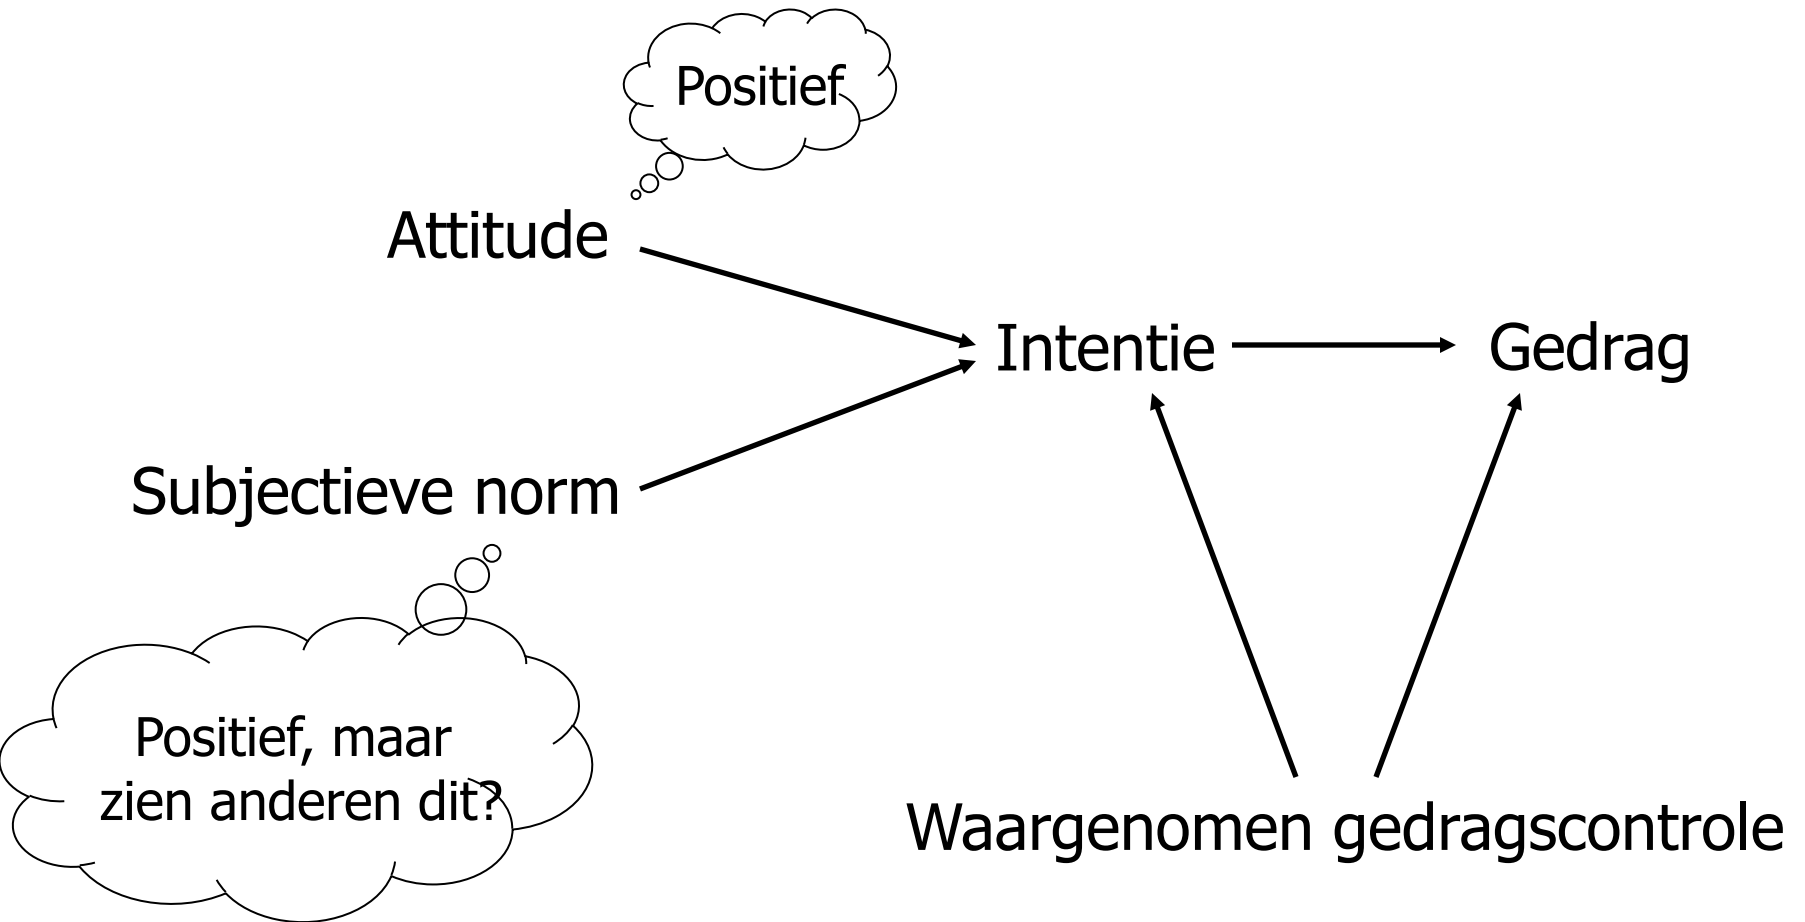 Positief
Attitude
Intentie
Gedrag
Subjectieve norm
Positief, maar
zien anderen dit?
Waargenomen gedragscontrole